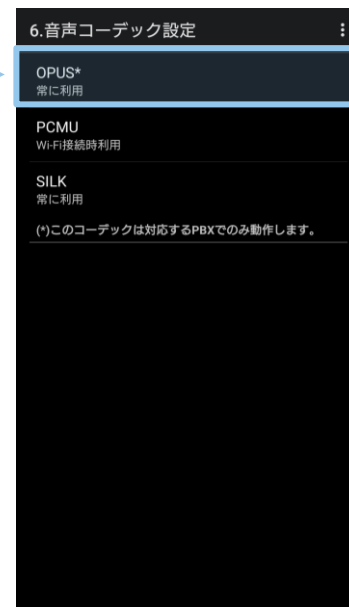 6.音声コーデック設定
OPUS*
常に利用
PCMU
Wi-Fi接続時利用
SILK
常に利用
(*)このコーデックは対応するPBXでのみ動作します。